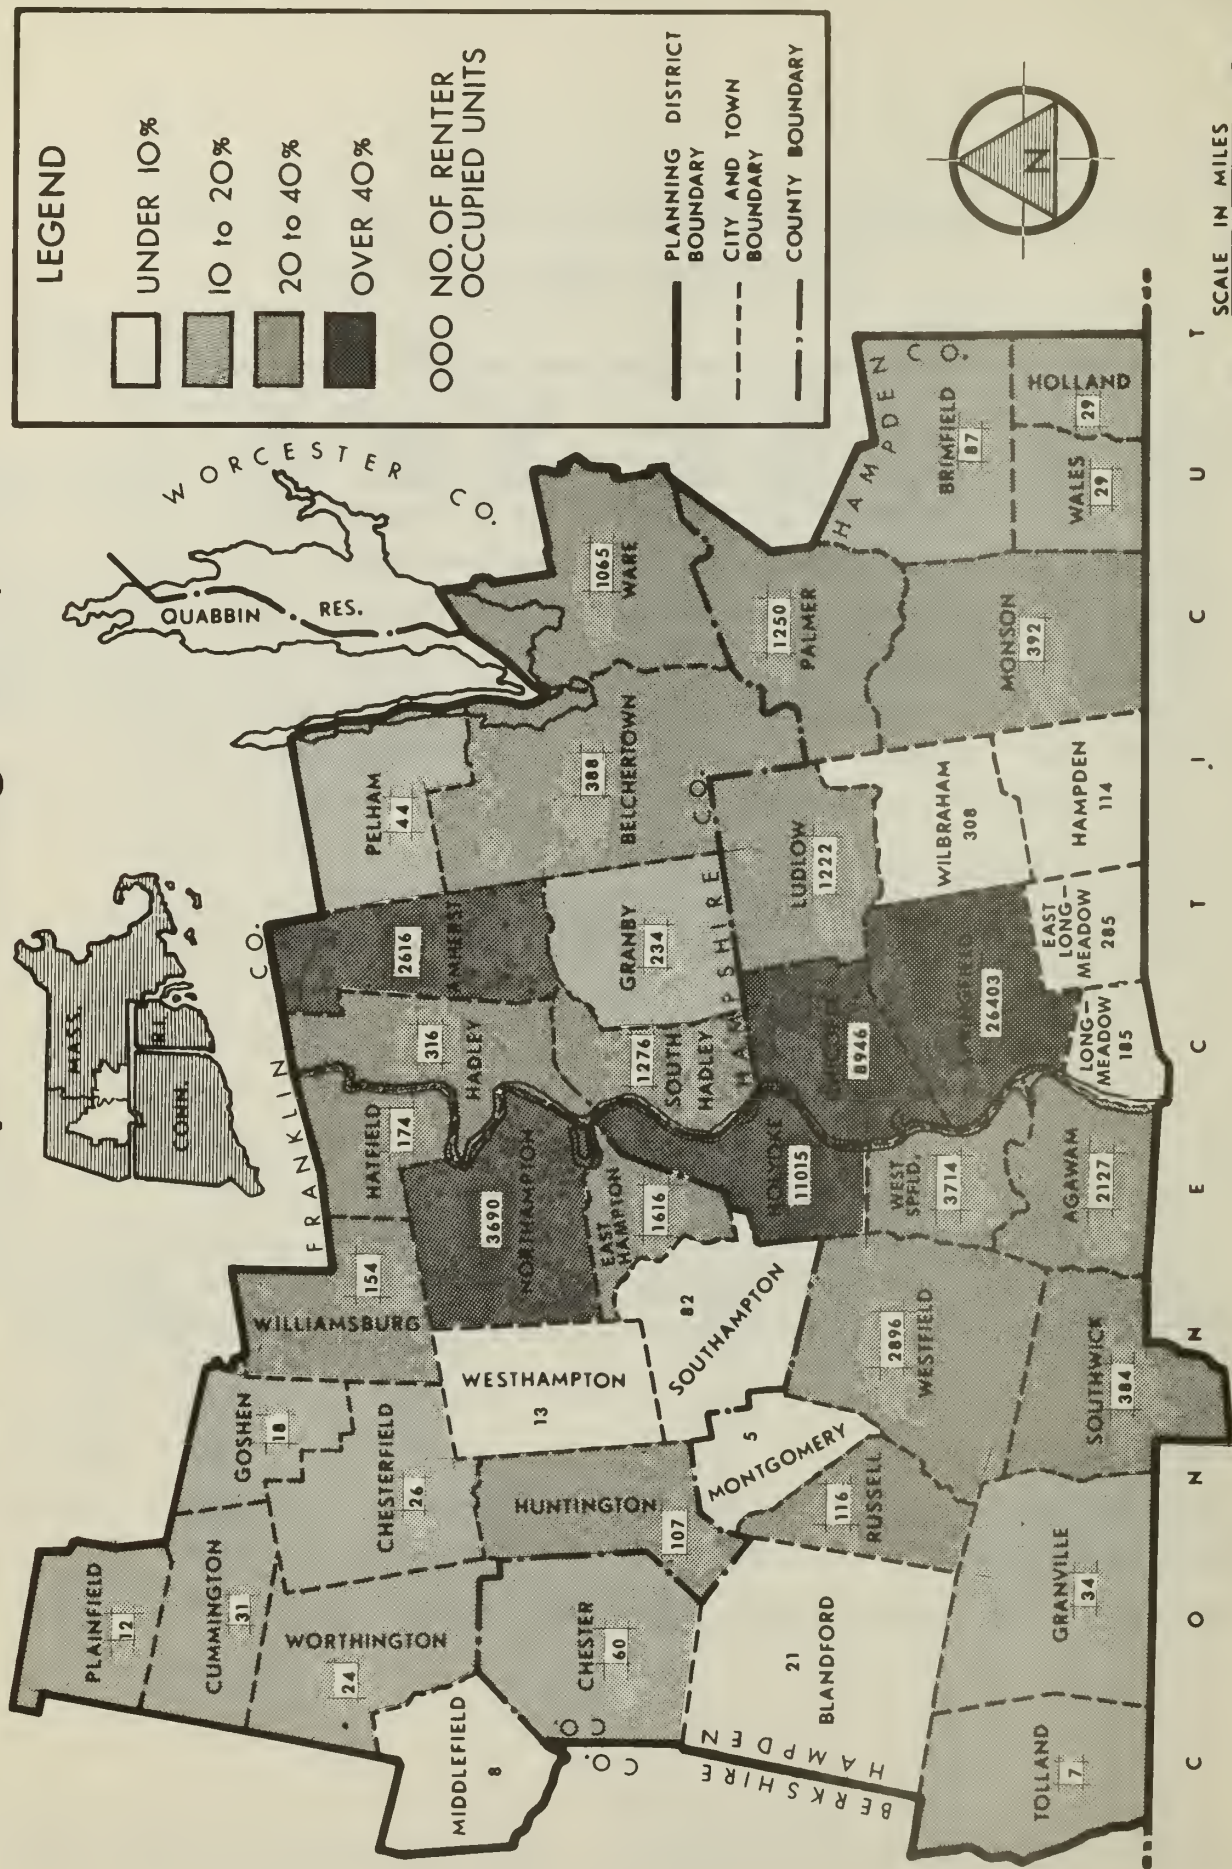 LEGEND
UNDER 10%
10 to 20%
20 to 40%
OVER 40%
000 NO. OF RENTER
OCCUPIED UNITS
PLANNING DISTRICT
BOUNDARY
CITY AND TOWN
BOUNDARY
COUNTY BOUNDARY
N
SCALE IN MILES
MASS.
CONN.
R.I.
FRANKLIN CO.
WORCESTER CO.
QUABBIN RES.
HAMPSHIRE CO.
HAMPDEN CO.
BERKSHIRE CO.
HAMPDEN CO.
CONNECTICUT
PLAINFIELD
12
CUMMINGTON
31
WORTHINGTON
24
MIDDLEFIELD
8
GOSHEN
18
CHESTERFIELD
26
WILLIAMSBURG
154
HATFIELD
174
HADLEY
316
AMHERST
2616
PELHAM
44
BELCHERTOWN
388
WARE
1065
WESTHAMPTON
13
NORTHAMPTON
3690
EAST
HAMPTON
1616
SOUTHAMPTON
82
SOUTH
HADLEY
1276
GRANBY
234
HUNTINGTON
107
CHESTER
60
BLANDFORD
21
MONTGOMERY
5
RUSSELL
116
WESTFIELD
2896
HOLYOKE
11015
8946
26403
LUDLOW
1222
PALMER
1250
BRIMFIELD
87
HOLLAND
29
WALES
29
MONSON
392
WILBRAHAM
308
HAMPDEN
114
EAST
LONG-
MEADOW
285
LONG-
MEADOW
185
WEST
SPFLD.
3714
AGAWAM
2127
SOUTHWICK
384
GRANVILLE
34
TOLLAND
7